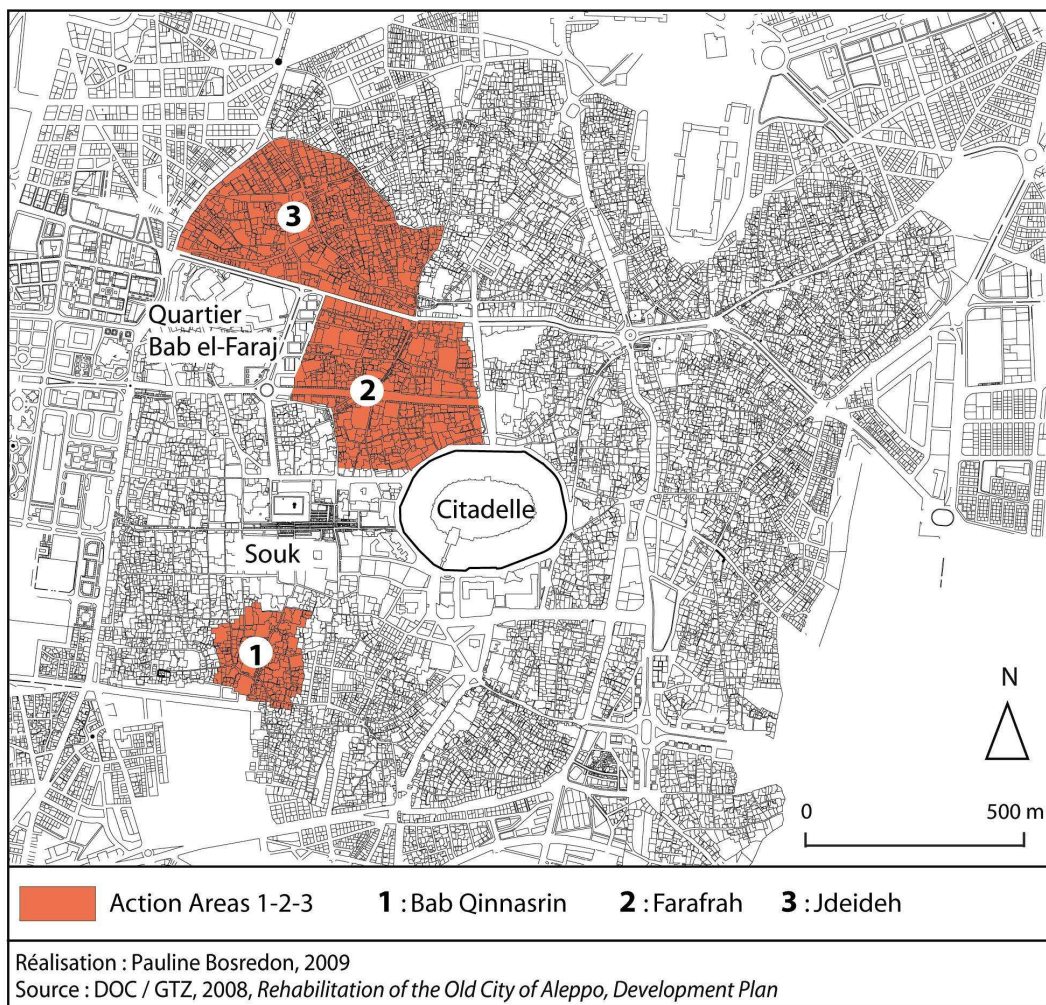 3
Quartier
Bab el-Faraj
2
Citadelle
Souk
1
N
0 500 m
Action Areas 1-2-3 1 : Bab Qinnasrin 2 : Farafrah 3 : Jdeideh
Réalisation : Pauline Bosredon, 2009
Source : DOC / GTZ, 2008, Rehabilitation of the Old City of Aleppo, Development Plan